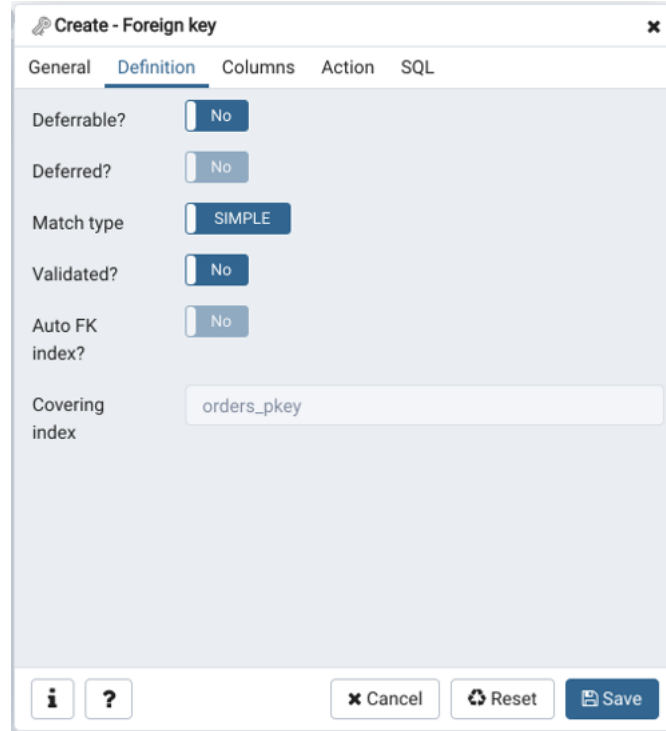 Create - Foreign key
General Definition Columns Action SQL
Deferrable? No
Deferred? No
Match type SIMPLE
Validated? No
Auto FK No
index?
Covering orders_pkey
index
i ? Cancel Reset Save